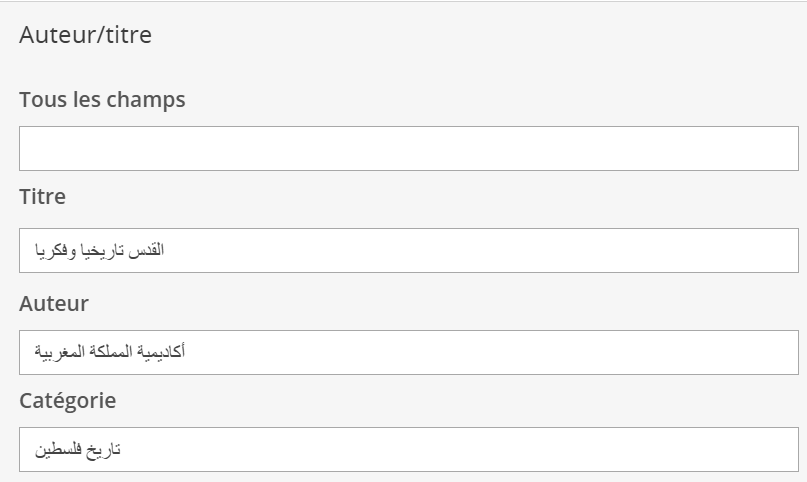 Auteur/titre
Tous les champs
Titre
القدس تاريخيا وفكريا
Auteur
أكاديمية المملكة المغربية
Catégorie
تاريخ فلسطين